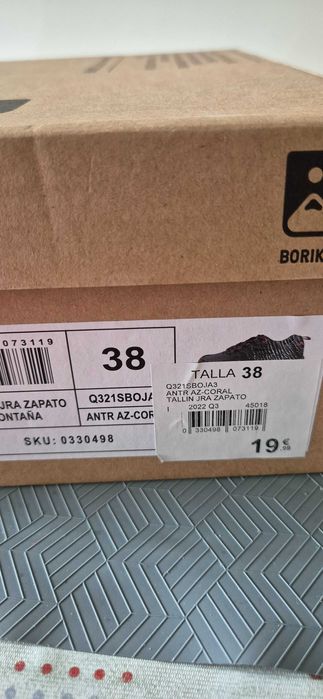 BORIK
073119
38
JRA ZAPATO
ONTAÑA
Q321SBOJA
ANTR AZ-COR
SKU: 0330498
TALLA 38
Q321SBOJA3
ANTR AZ-CORAL
TALLIN JRA ZAPATO
I 2022 Q3 45018
0 330498 073119
19 €
,99